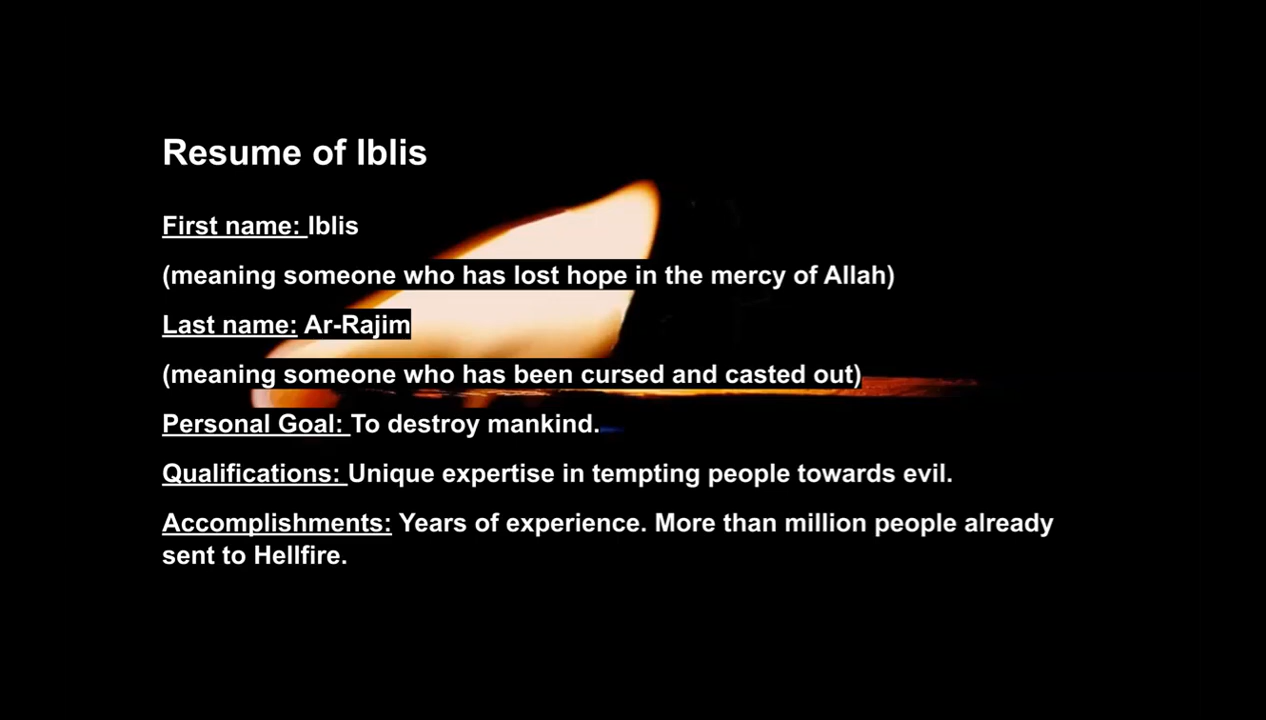 Resume of Iblis
First name: Iblis
(meaning someone who has lost hope in the mercy of Allah)
Last name: Ar-Rajim
(meaning someone who has been cursed and casted out)
Personal Goal: To destroy mankind.
Qualifications: Unique expertise in tempting people towards evil.
Accomplishments: Years of experience. More than million people already
sent to Hellfire.